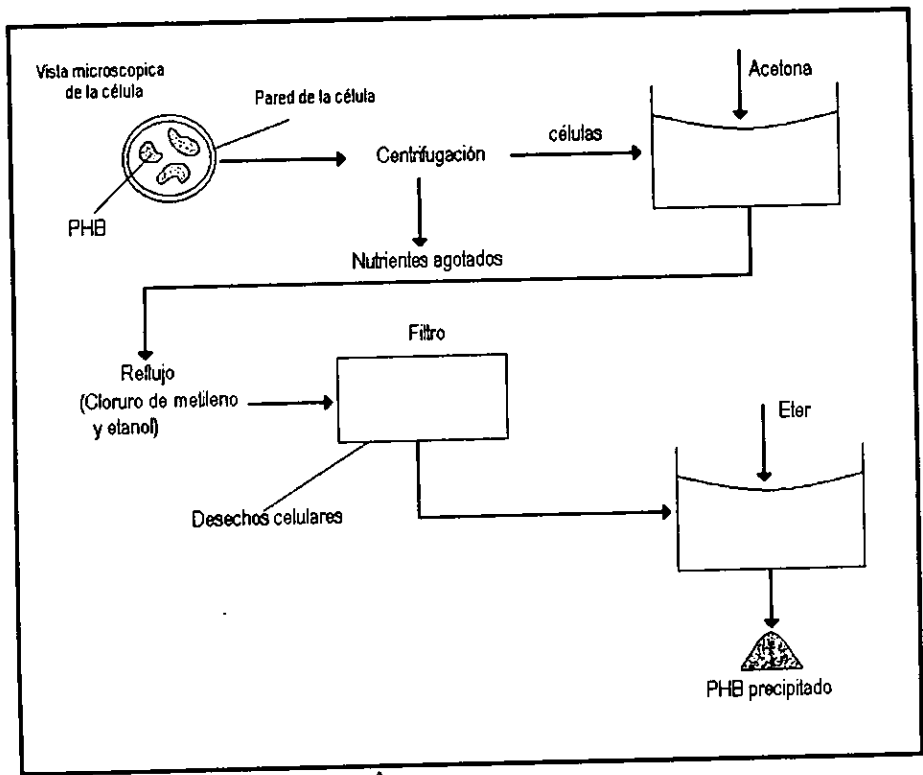 Vista microscopica
de la célula
Pared de la célula
PHB
Centrifugación
células
Acetona
Nutrientes agotados
Reflujo
(Cloruro de metileno
y etanol)
Filtro
Desechos celulares
Eter
PHB precipitado